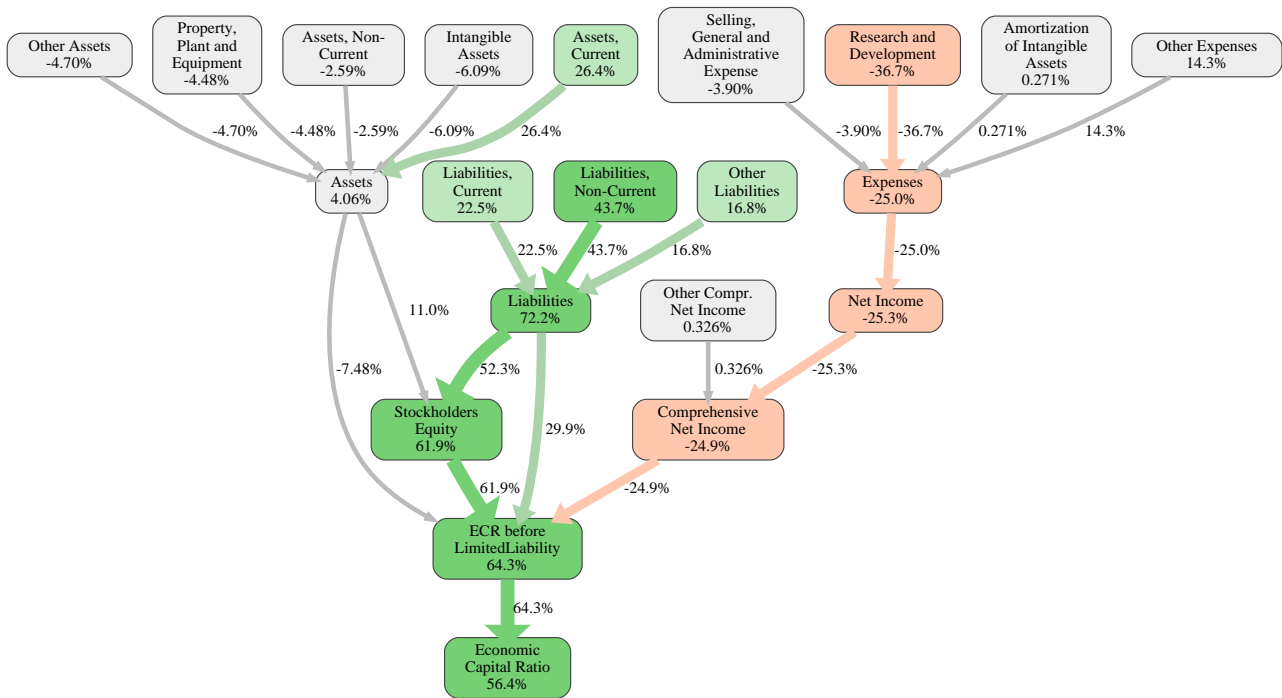 Other Assets
-4.70%
Property,
Plant and
Equipment
-4.48%
Assets, Non-
Current
-2.59%
Intangible
Assets
-6.09%
Assets,
Current
26.4%
Selling,
General and
Administrative
Expense
-3.90%
Research and
Development
-36.7%
Amortization
of Intangible
Assets
0.271%
Other Expenses
14.3%
-4.70%
-4.48%
-2.59%
-6.09%
26.4%
-3.90%
-36.7%
0.271%
14.3%
Assets
4.06%
Liabilities,
Current
22.5%
Liabilities,
Non-Current
43.7%
Other
Liabilities
16.8%
Expenses
-25.0%
22.5%
43.7%
16.8%
-25.0%
11.0%
Liabilities
72.2%
Other Compr.
Net Income
0.326%
Net Income
-25.3%
-7.48%
52.3%
0.326%
-25.3%
Stockholders
Equity
61.9%
29.9%
Comprehensive
Net Income
-24.9%
61.9%
-24.9%
ECR before
LimitedLiability
64.3%
64.3%
Economic
Capital Ratio
56.4%